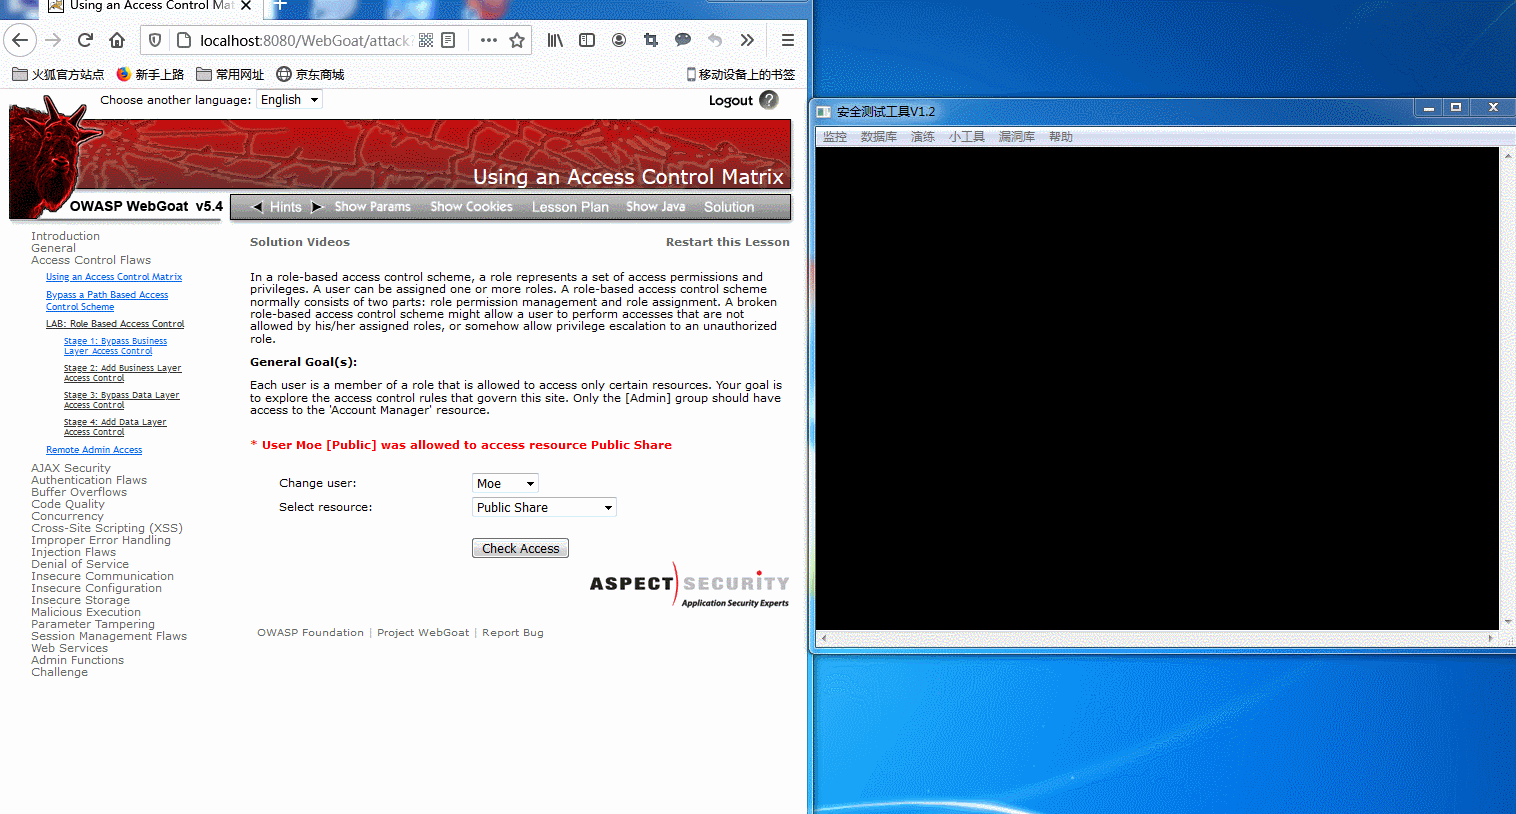 Using an Access Control Mat
localhost:8080/WebGoat/attack?
火狐官方站点 新手上路 常用网址 京东商城 移动设备上的书签
Choose another language: English
Logout ?
Using an Access Control Matrix
OWASP WebGoat v5.4
Hints Show Params Show Cookies Lesson Plan Show Java Solution
Introduction
General
Access Control Flaws
Using an Access Control Matrix
Bypass a Path Based Access
Control Scheme
LAB: Role Based Access Control
Stage 1: Bypass Business
Layer Access Control
Stage 2: Add Business Layer
Access Control
Stage 3: Bypass Data Layer
Access Control
Stage 4: Add Data Layer
Access Control
Remote Admin Access
AJAX Security
Authentication Flaws
Buffer Overflows
Code Quality
Concurrency
Cross-Site Scripting (XSS)
Improper Error Handling
Injection Flaws
Denial of Service
Insecure Communication
Insecure Configuration
Insecure Storage
Malicious Execution
Parameter Tampering
Session Management Flaws
Web Services
Admin Functions
Challenge
Solution Videos
Restart this Lesson
In a role-based access control scheme, a role represents a set of access permissions and
privileges. A user can be assigned one or more roles. A role-based access control scheme
normally consists of two parts: role permission management and role assignment. A broken
role-based access control scheme might allow a user to perform accesses that are not
allowed by his/her assigned roles, or somehow allow privilege escalation to an unauthorized
role.
General Goal(s):
Each user is a member of a role that is allowed to access only certain resources. Your goal is
to explore the access control rules that govern this site. Only the [Admin] group should have
access to the 'Account Manager' resource.
* User Moe [Public] was allowed to access resource Public Share
Change user: Moe
Select resource: Public Share
Check Access
ASPECT SECURITY
Application Security Experts
OWASP Foundation | Project WebGoat | Report Bug
安全测试工具V1.2
监控 数据库 演练 小工具 漏洞库 帮助